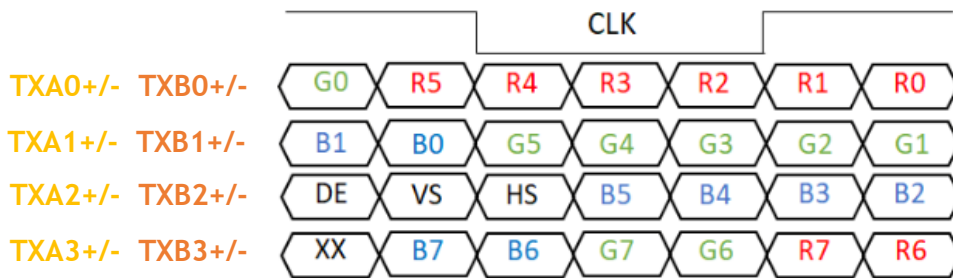 CLK
TXA0+/- TXB0+/- G0 R5 R4 R3 R2 R1 R0
TXA1+/- TXB1+/- B1 B0 G5 G4 G3 G2 G1
TXA2+/- TXB2+/- DE VS HS B5 B4 B3 B2
TXA3+/- TXB3+/- XX B7 B6 G7 G6 R7 R6